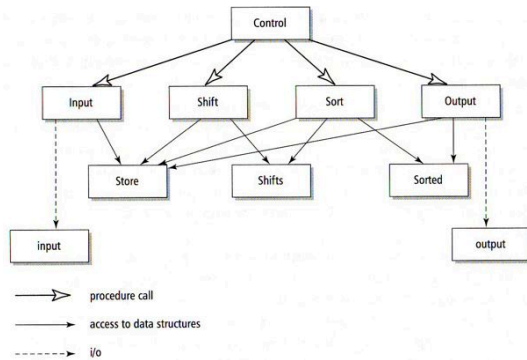 Control
Input
Shift
Sort
Output
Store
Shifts
Sorted
input
output
procedure call
access to data structures
i/o